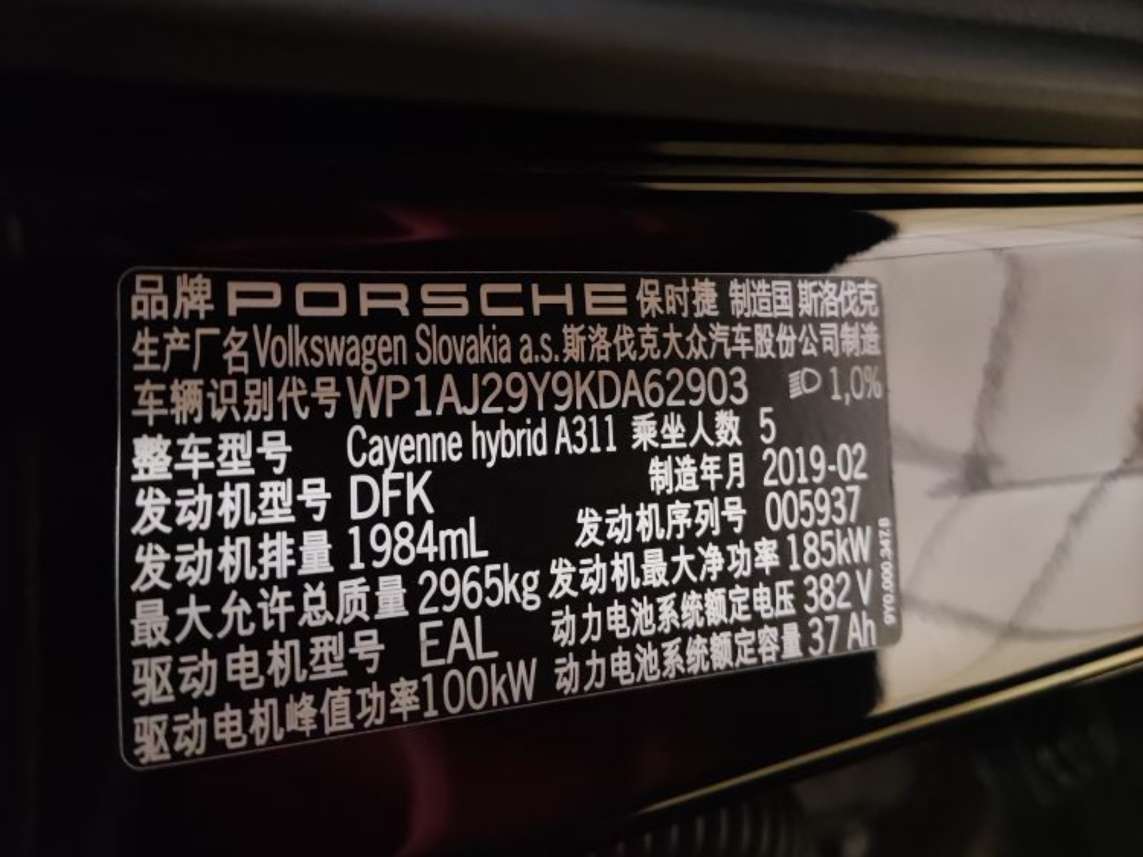 品牌 PORSCHE 保时捷 制造国 斯洛伐克
生产厂名 Volkswagen Slovakia a.s. 斯洛伐克大众汽车股份公司制造
车辆识别代号 WP1AJ29Y9KDA62903 1,0%
整车型号 Cayenne hybrid A311 乘坐人数 5
发动机型号 DFK 制造年月 2019-02
发动机排量 1984mL 发动机序列号 005937
最大允许总质量 2965kg 发动机最大净功率 185kW
驱动电机型号 EAL 动力电池系统额定电压 382V
驱动电机峰值功率 100kW 动力电池系统额定容量 37Ah
9Y0.000.347.B